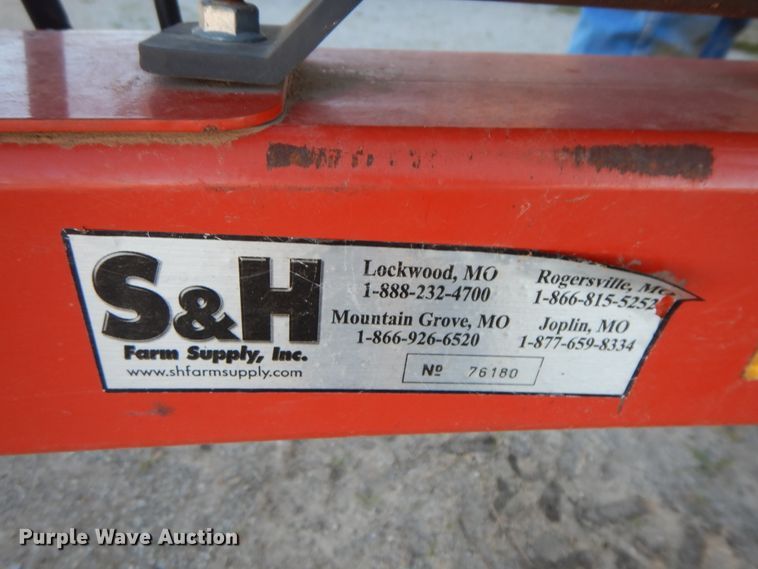 S&H
Farm Supply, Inc.
www.shfarmsupply.com
Lockwood, MO
1-888-232-4700
Rogersville, MO
1-866-815-5252
Mountain Grove, MO
1-866-926-6520
Joplin, MO
1-877-659-8334
Nº 76180
Purple Wave Auction